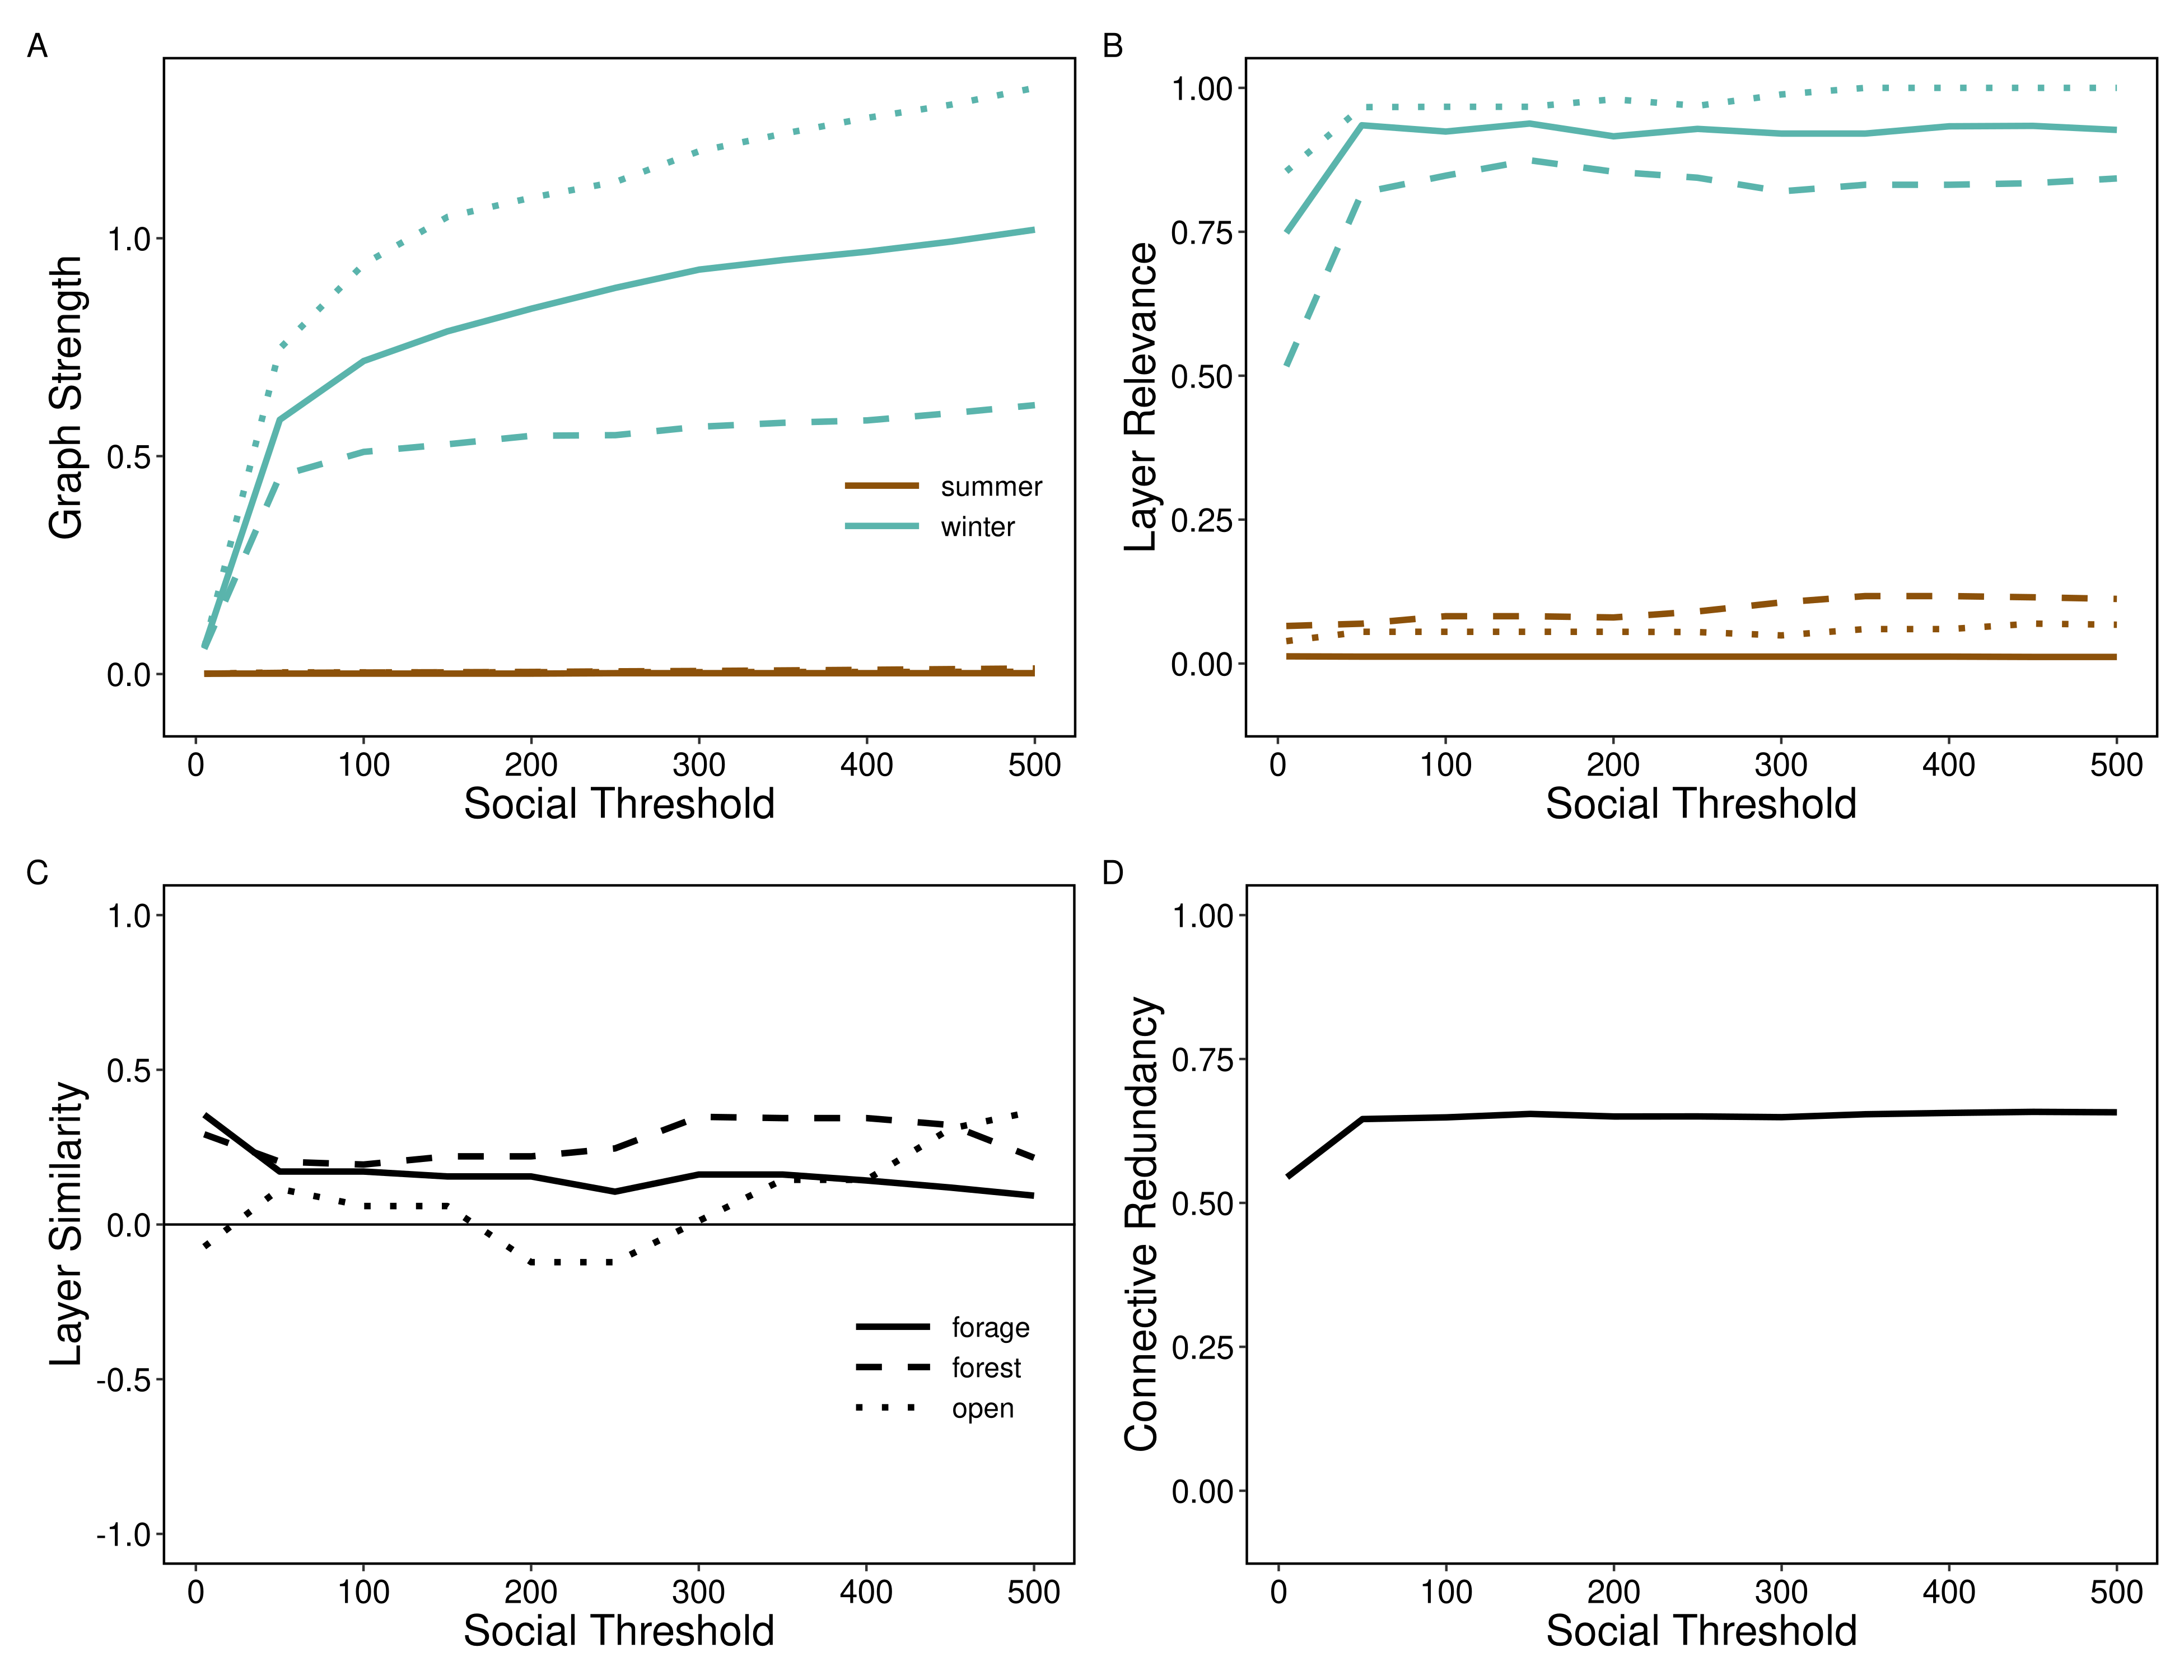 A
Graph Strength
1.0
0.5
0.0
summer
winter
0 100 200 300 400 500
Social Threshold
B
Layer Relevance
1.00
0.75
0.50
0.25
0.00
0 100 200 300 400 500
Social Threshold
C
Layer Similarity
1.0
0.5
0.0
-0.5
-1.0
forage
forest
open
0 100 200 300 400 500
Social Threshold
D
Connective Redundancy
1.00
0.75
0.50
0.25
0.00
0 100 200 300 400 500
Social Threshold